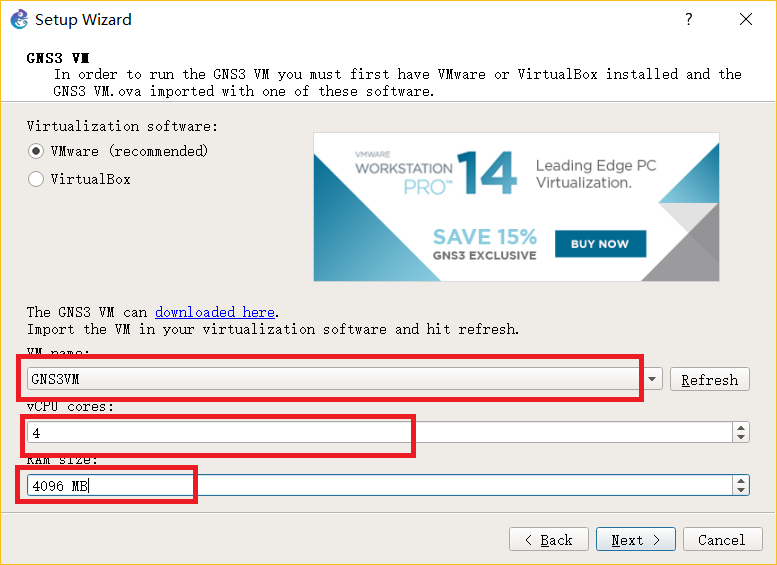 Setup Wizard
?
GNS3 VM
In order to run the GNS3 VM you must first have VMware or VirtualBox installed and the
GNS3 VM.ova imported with one of these software.
Virtualization software:
VMware (recommended)
VirtualBox
VMWARE
WORKSTATION
PRO™
14
Leading Edge PC
Virtualization.
SAVE 15%
GNS3 EXCLUSIVE
BUY NOW
The GNS3 VM can downloaded here.
Import the VM in your virtualization software and hit refresh.
VM name:
GNS3VM
Refresh
vCPU cores:
4
RAM size:
4096 MB
< Back
Next >
Cancel